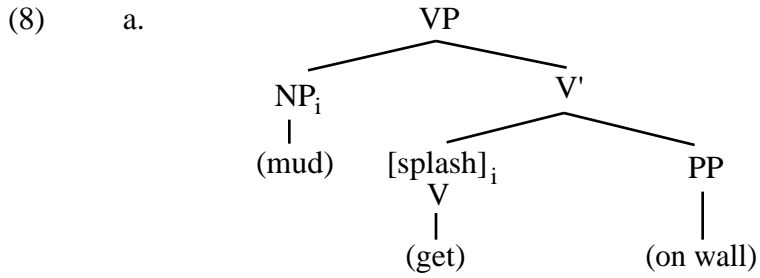 (8) a. VP
NPi V'
(mud) [splash]i PP
V
(get) (on wall)